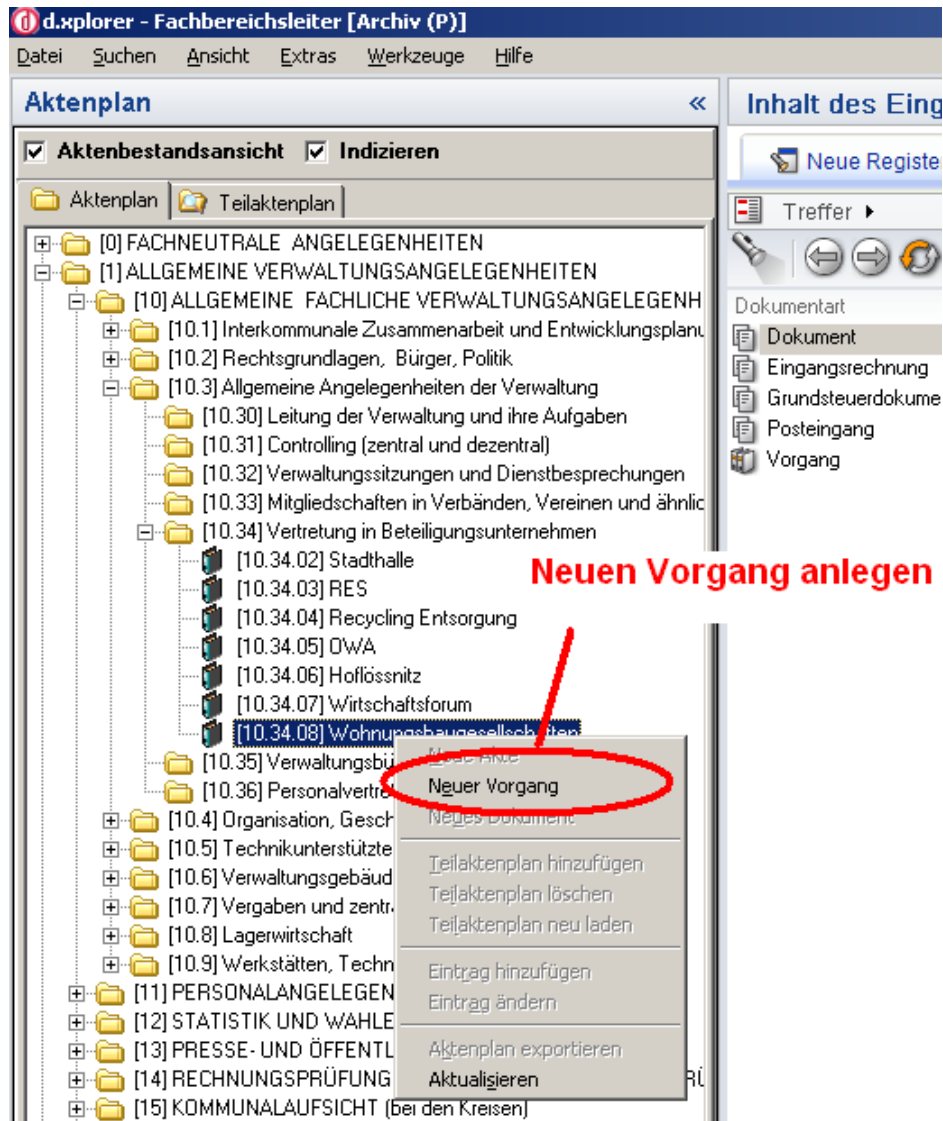 d.xplorer - Fachbereichsleiter [Archiv (P)]
Datei Suchen Ansicht Extras Werkzeuge Hilfe
Aktenplan «
Aktenbestandsansicht Indizieren
Aktenplan Teilaktenplan
[0] FACHNEUTRALE ANGELEGENHEITEN
[1] ALLGEMEINE VERWALTUNGSANGELEGENHEITEN
[10] ALLGEMEINE FACHLICHE VERWALTUNGSANGELEGENH
[10.1] Interkommunale Zusammenarbeit und Entwicklungsplanu
[10.2] Rechtsgrundlagen, Bürger, Politik
[10.3] Allgemeine Angelegenheiten der Verwaltung
[10.30] Leitung der Verwaltung und ihre Aufgaben
[10.31] Controlling (zentral und dezentral)
[10.32] Verwaltungssitzungen und Dienstbesprechungen
[10.33] Mitgliedschaften in Verbänden, Vereinen und ähnlic
[10.34] Vertretung in Beteiligungsunternehmen
[10.34.02] Stadthalle
[10.34.03] RES
[10.34.04] Recycling Entsorgung
[10.34.05] OWA
[10.34.06] Hoflössnitz
[10.34.07] Wirtschaftsforum
[10.34.08] Wohnungsbaugesellschaften
[10.35] Verwaltungsbü
[10.36] Personalvertre
[10.4] Organisation, Gesch
[10.5] Technikunterstützte
[10.6] Verwaltungsgebäud
[10.7] Vergaben und zentr
[10.8] Lagerwirtschaft
[10.9] Werkstätten, Techn
[11] PERSONALANGELEGEN
[12] STATISTIK UND WAHLE
[13] PRESSE- UND ÖFFENTL
[14] RECHNUNGSPRÜFUNG RÜ
[15] KOMMUNALAUFSICHT (bei den Kreisen)
Neue Akte
Neuer Vorgang
Neues Dokument
Teilaktenplan hinzufügen
Teilaktenplan löschen
Teilaktenplan neu laden
Eintrag hinzufügen
Eintrag ändern
Aktenplan exportieren
Aktualisieren
Neuen Vorgang anlegen
Inhalt des Eing
Neue Registe
Treffer
Dokumentart
Dokument
Eingangsrechnung
Grundsteuerdokume
Posteingang
Vorgang